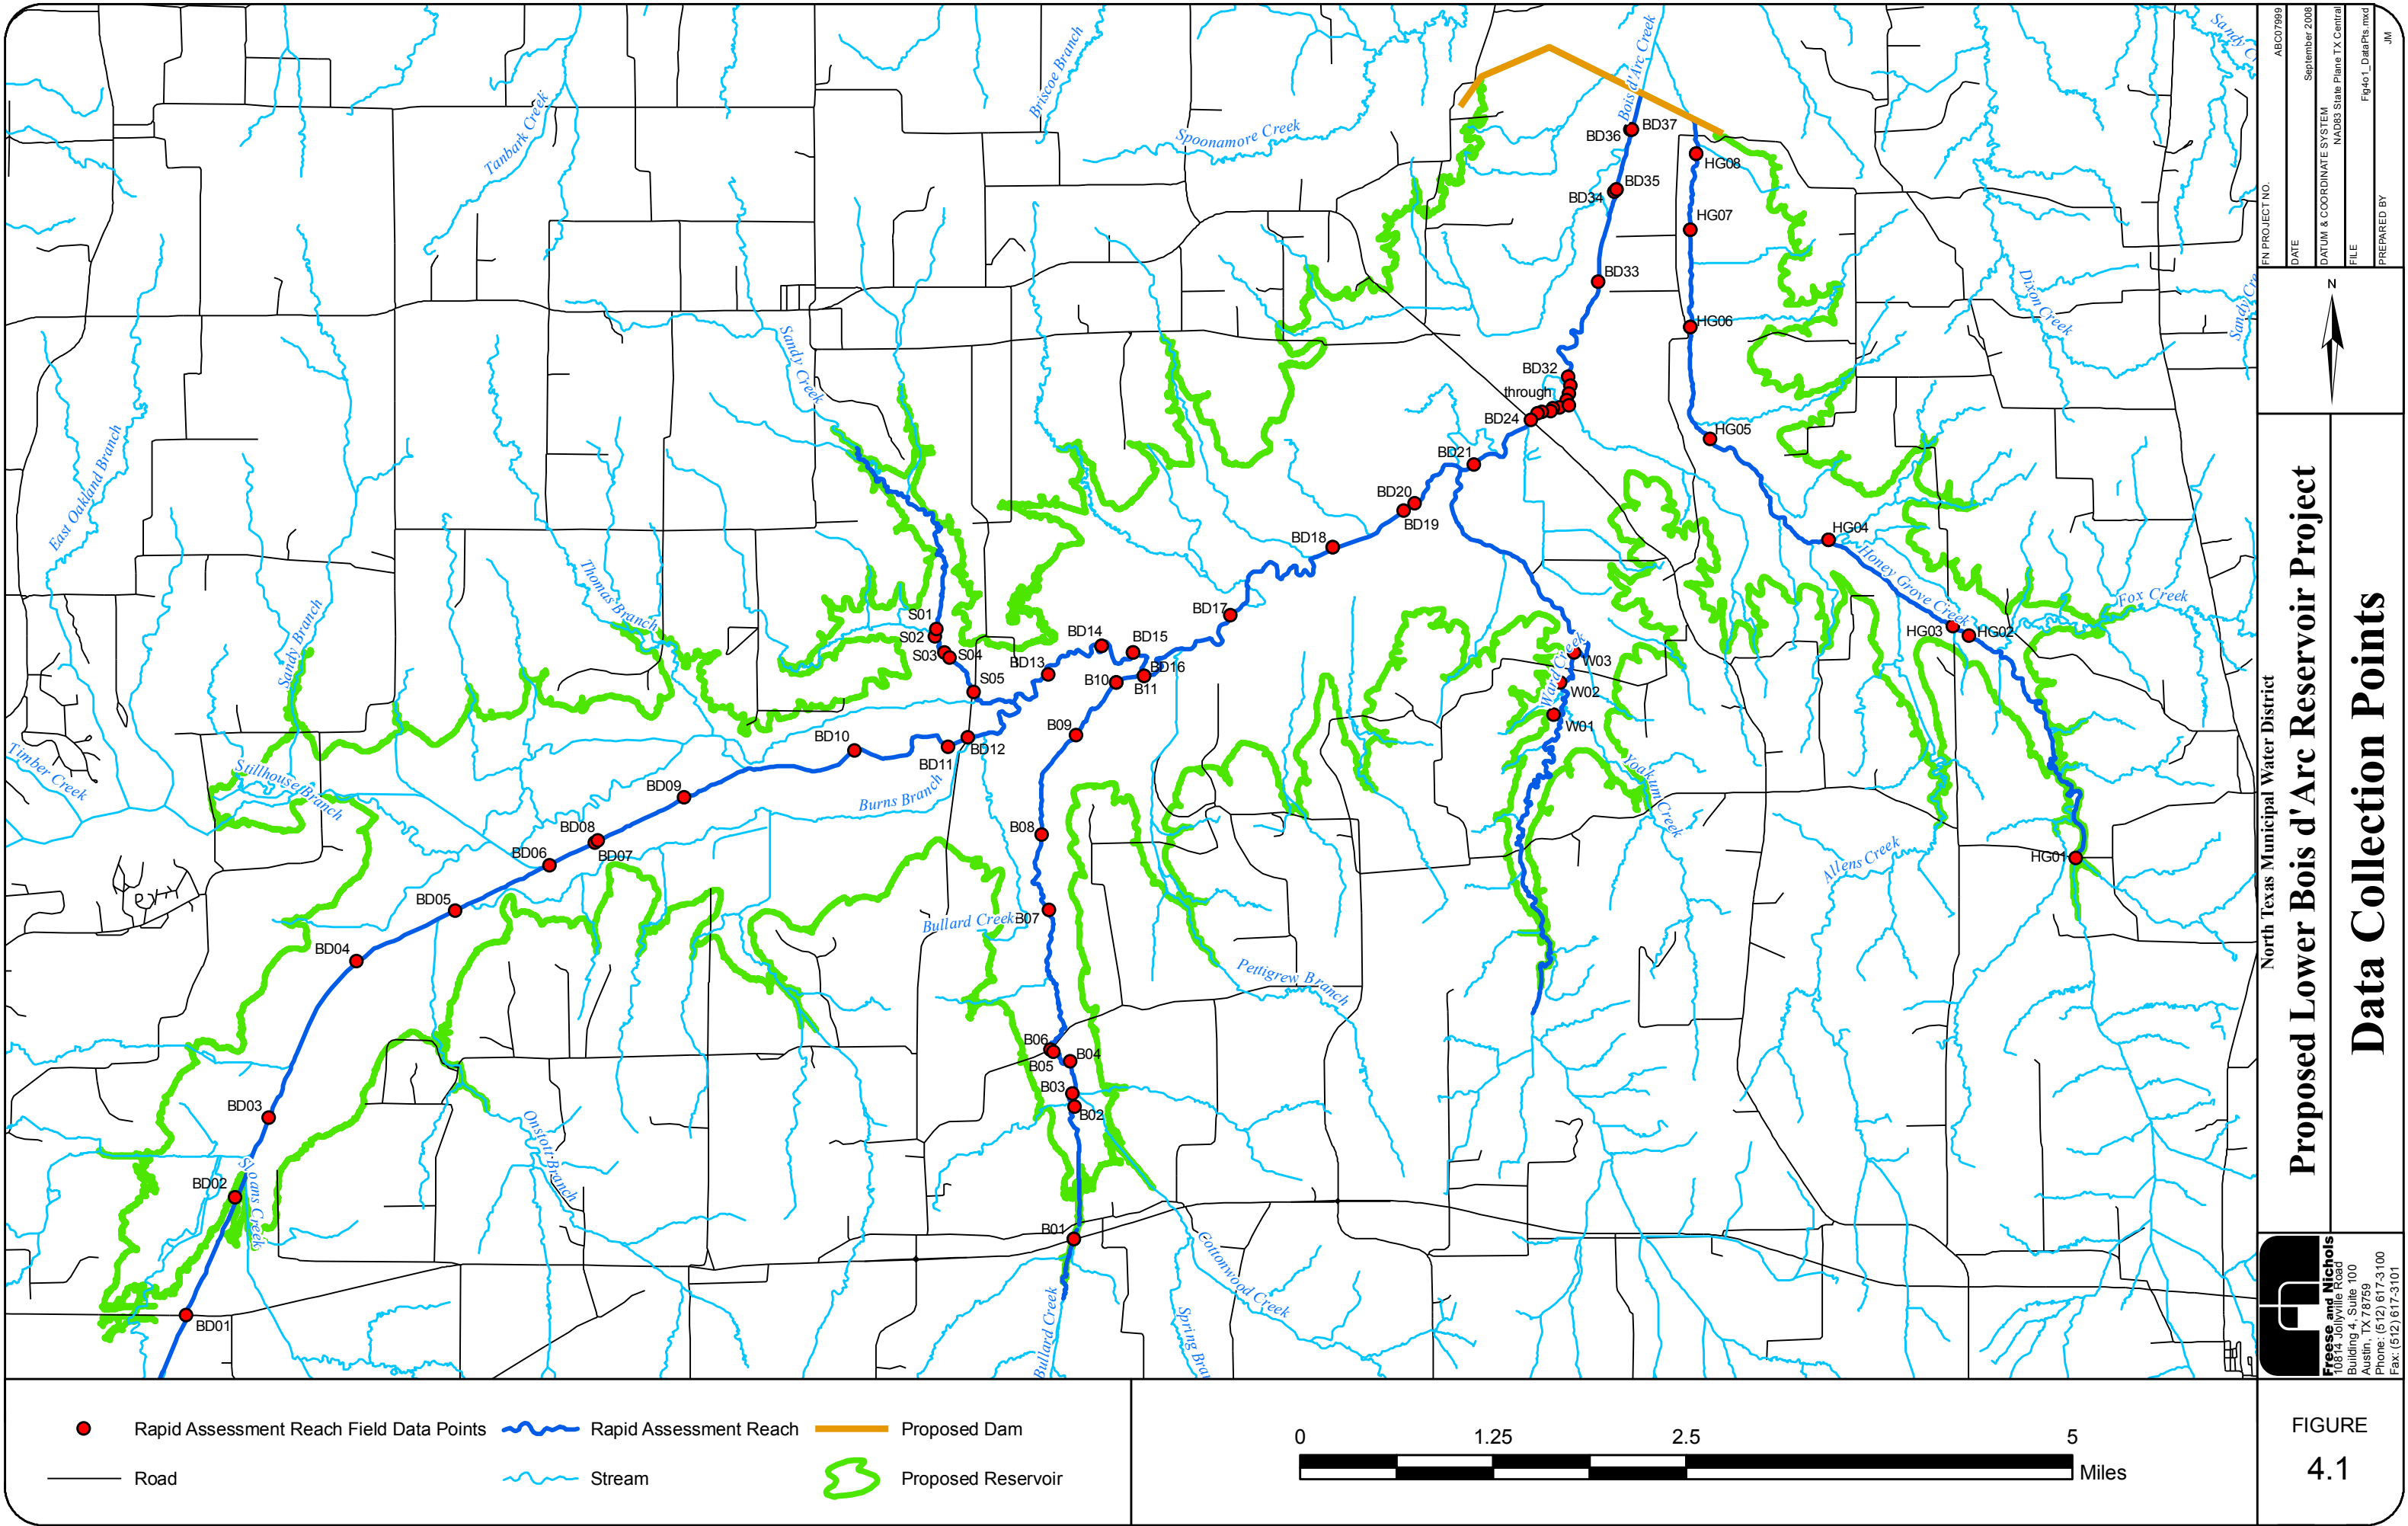 Bois d'Arc Creek
Briscoe Branch
Sandy C
Tanbark Creek
Spoonamore Creek
BD36
BD37
HG08
BD35
BD34
HG07
BD33
Dixon Creek
Sandy Cre
HG06
Sandy Creek
BD32
through
BD24
HG05
East Oakland Branch
BD21
BD20
BD19
HG04
BD18
Honey Grove Creek
Thomas Branch
Fox Creek
Sandy Branch
BD17
S01
S02
S03
S04
BD14
BD15
BD13
BD16
HG03
HG02
S05
B10
B11
W03
W02
Ward Creek
W01
B09
BD10
BD12
BD11
Timber Creek
Stillhouse Branch
BD09
Burns Branch
Yoakum Creek
BD08
BD07
BD06
B08
Allens Creek
HG01
BD05
Bullard Creek
B07
BD04
Pettigrew Branch
B06
B05
B04
B03
B02
BD03
Onstott Branch
BD02
Sloans Creek
B01
Cottonwood Creek
BD01
Bullard Creek
Spring Bra
FN PROJECT NO.
ABC07999
DATE
September 2008
DATUM & COORDINATE SYSTEM
NAD83 State Plane TX Central
FILE
Fig4o1_DataPts.mxd
PREPARED BY
JM
N
North Texas Municipal Water District
Proposed Lower Bois d'Arc Reservoir Project
Data Collection Points
Freese and Nichols
10814 Jollyville Road
Building 4, Suite 100
Austin, TX 78759
Phone: (512) 617-3100
Fax: (512) 617-3101
Rapid Assessment Reach Field Data Points
Rapid Assessment Reach
Proposed Dam
Road
Stream
Proposed Reservoir
0 1.25 2.5 5
Miles
FIGURE
4.1